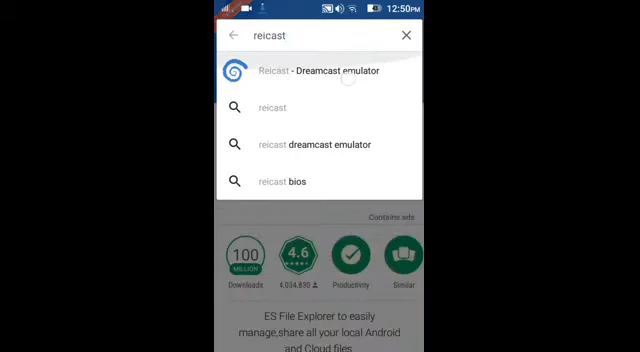 12:50PM
reicast
Reicast - Dreamcast emulator
reicast
reicast dreamcast emulator
reicast bios
Contains ads
100
MILLION
4.6
Downloads
4,034,890
Productivity
Similar
ES File Explorer to easily
manage,share all your local Android
and Cloud files